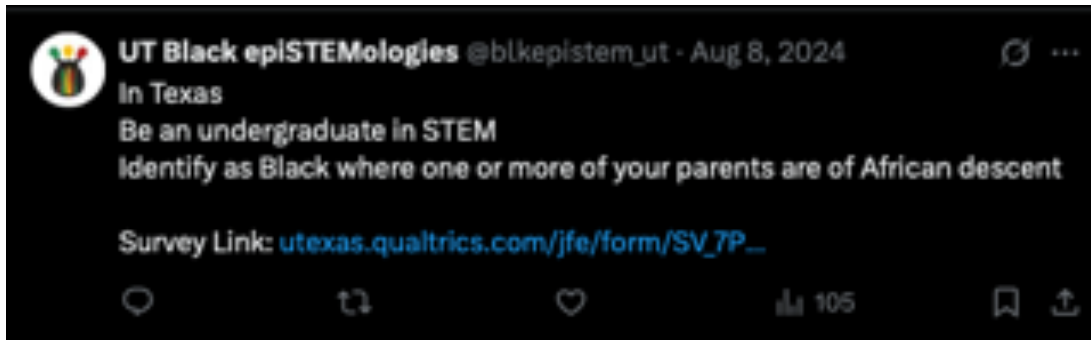 UT Black epiSTEMologies @blkepistem_ut · Aug 8, 2024
In Texas
Be an undergraduate in STEM
Identify as Black where one or more of your parents are of African descent
Survey Link: utexas.qualtrics.com/jfe/form/SV_7P...
105